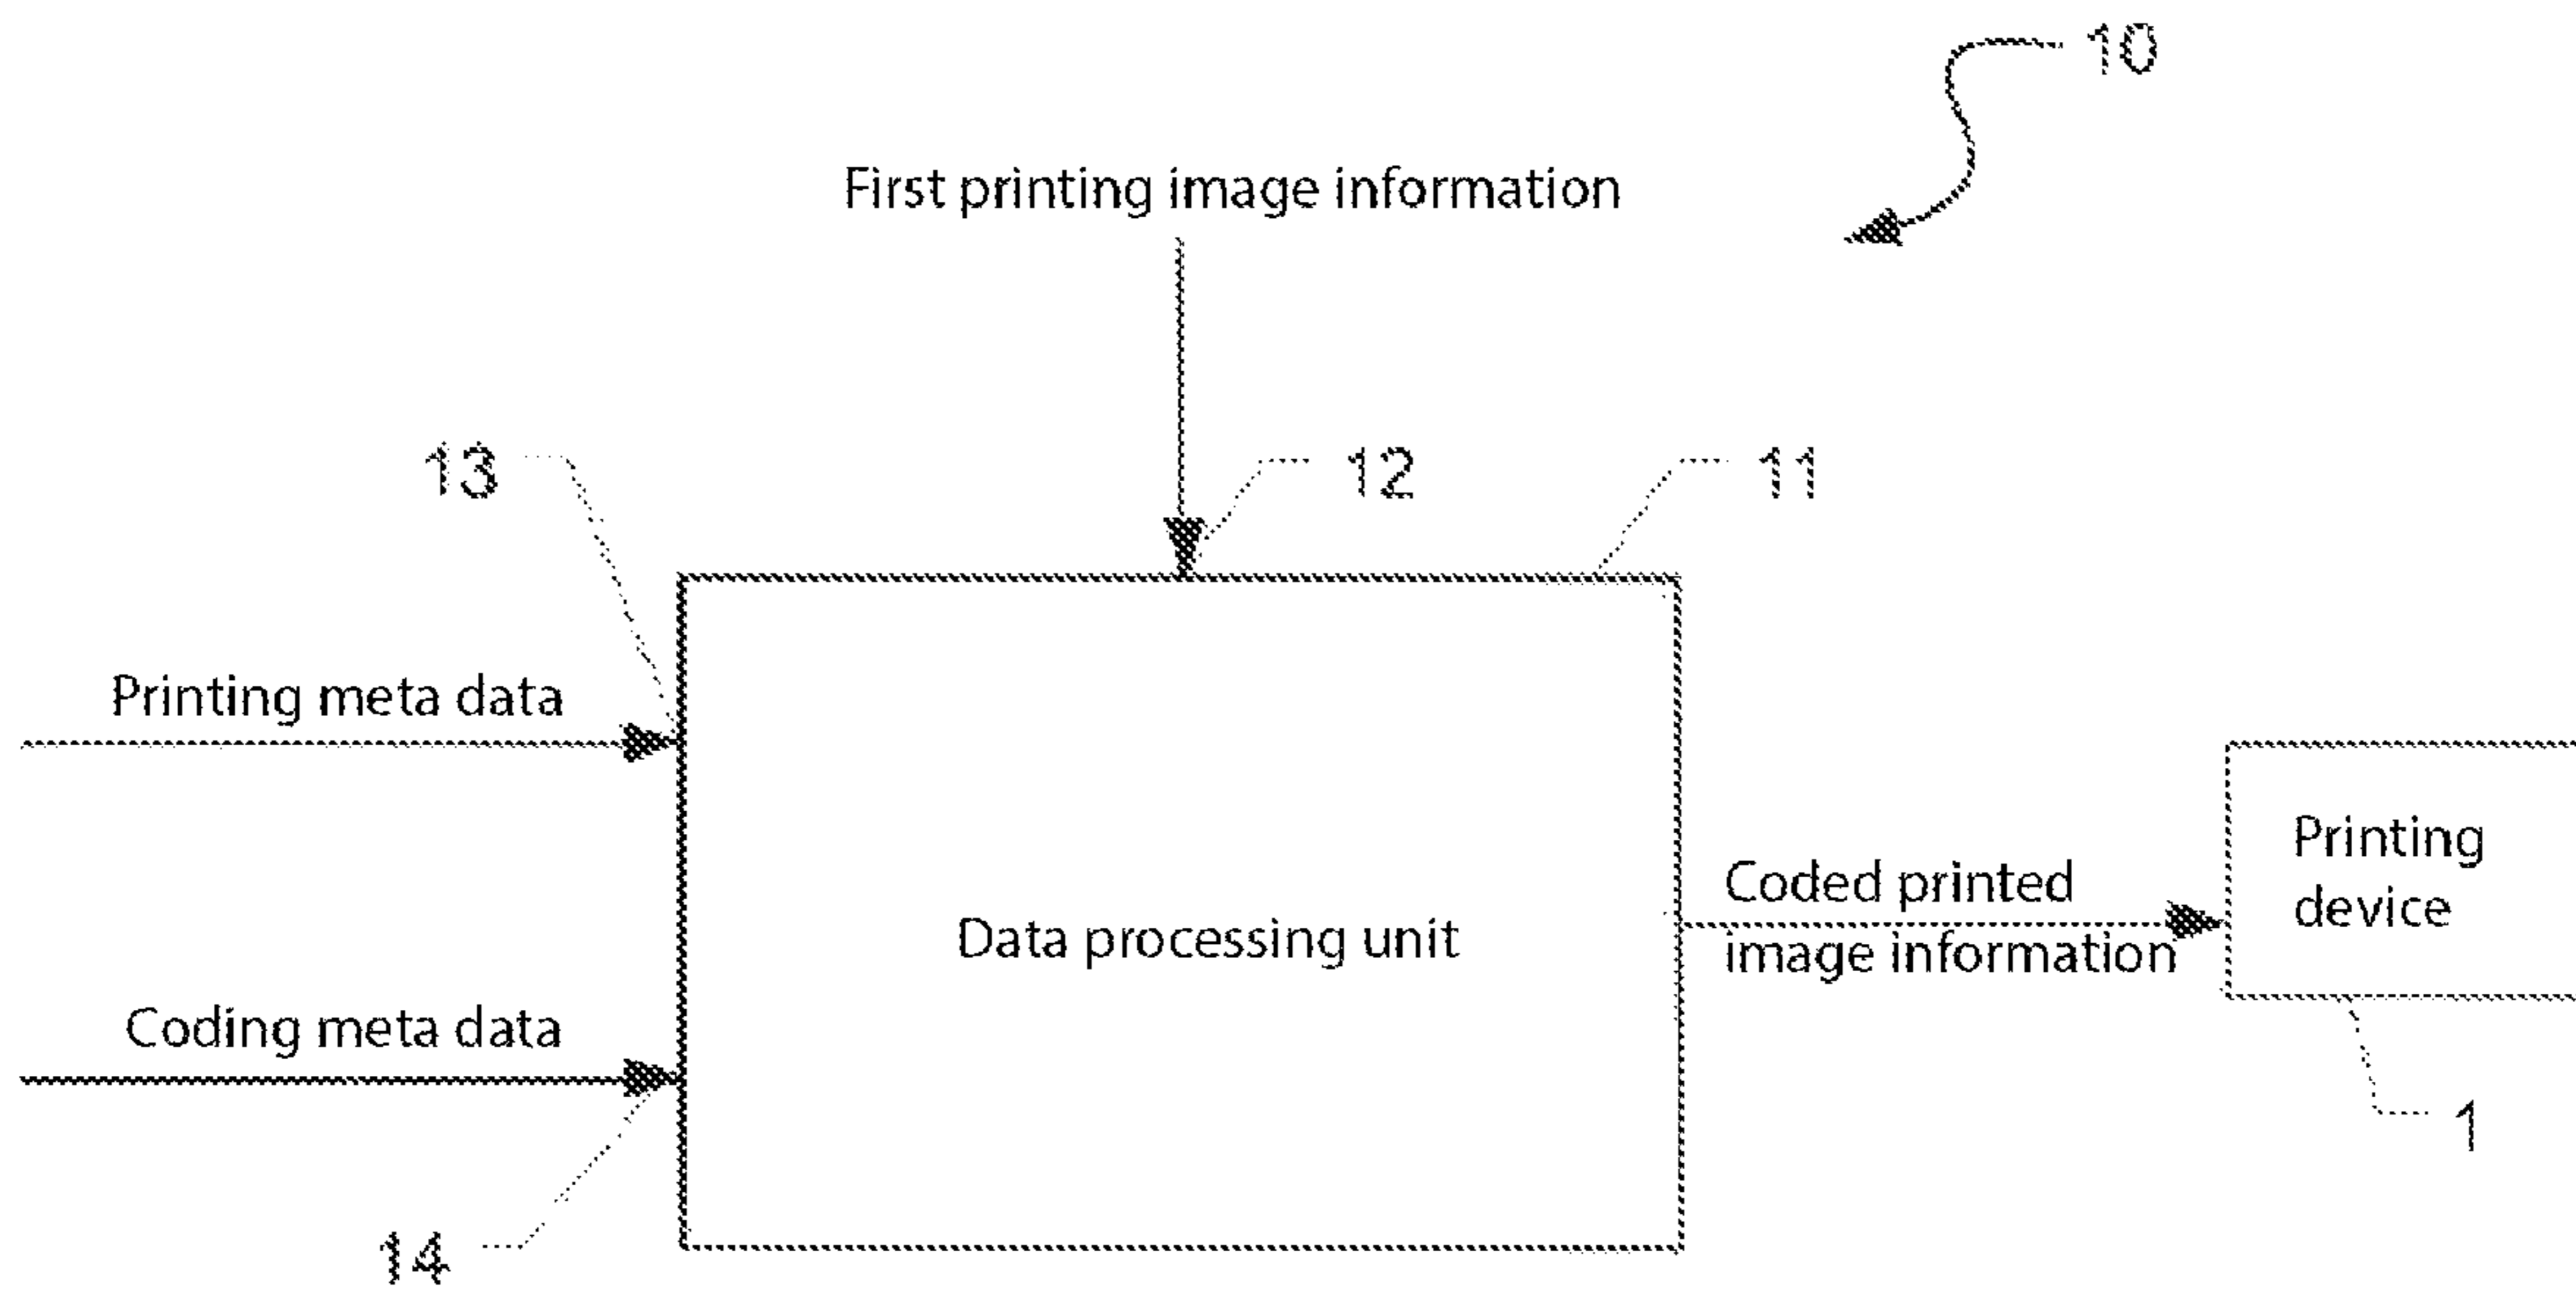 10
First printing image information
13
12
11
Printing meta data
Printing
device
Coded printed
image information
Data processing unit
Coding meta data
1
14